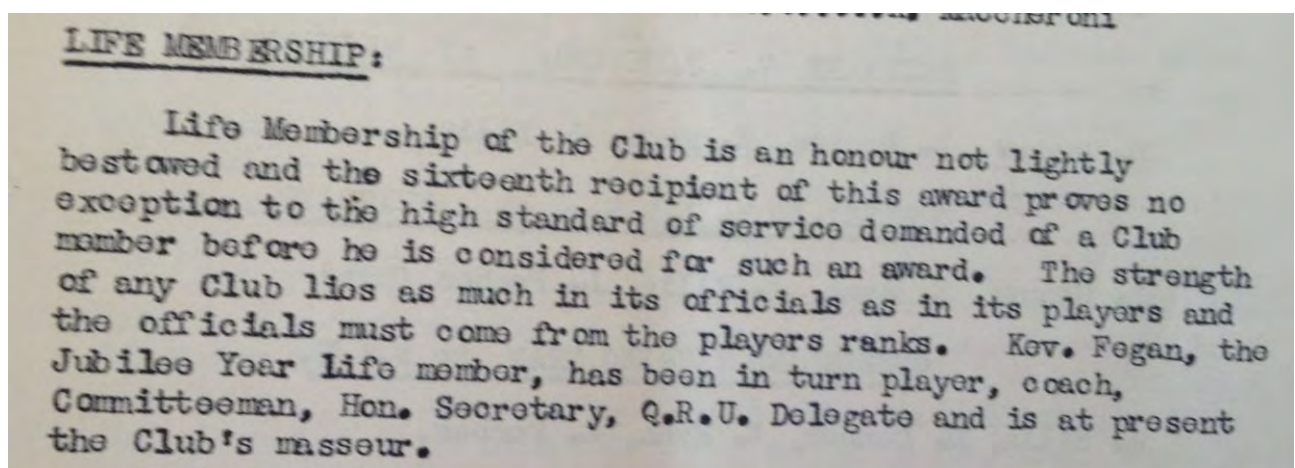 LIFE MEMBERSHIP:
Life Membership of the Club is an honour not lightly
bestowed and the sixteenth recipient of this award proves no
exception to the high standard of service demanded of a Club
member before he is considered for such an award. The strength
of any Club lies as much in its officials as in its players and
the officials must come from the players ranks. Kev. Fogan, the
Jubilee Year Life member, has been in turn player, coach,
Committeeman, Hon. Secretary, Q.R.U. Delegate and is at present
the Club's masseur.